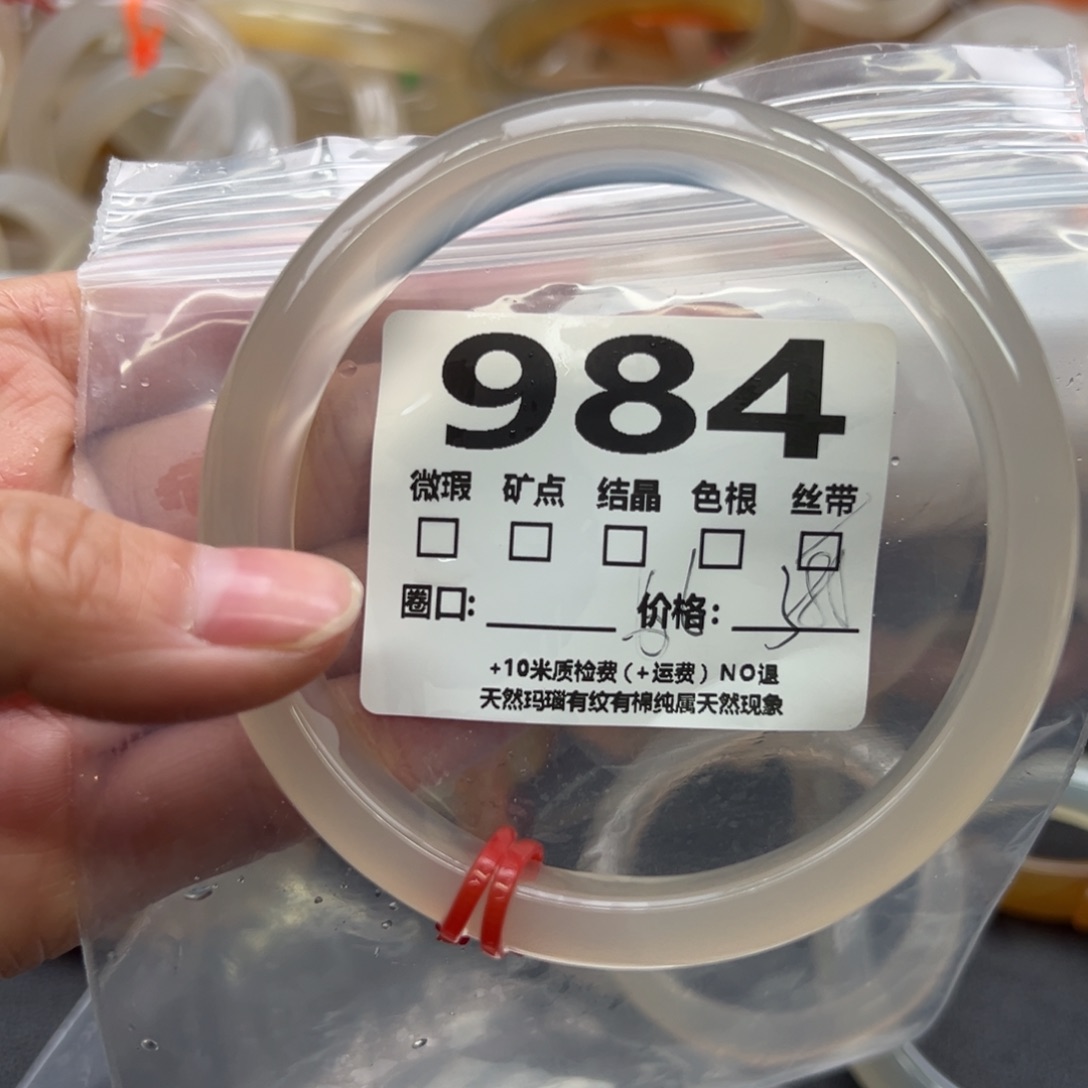 984
微瑕 矿点 结晶 色根 丝带
圈口: 价格:
+10米质检费(+运费) NO退
天然玛瑙有纹有棉纯属天然现象